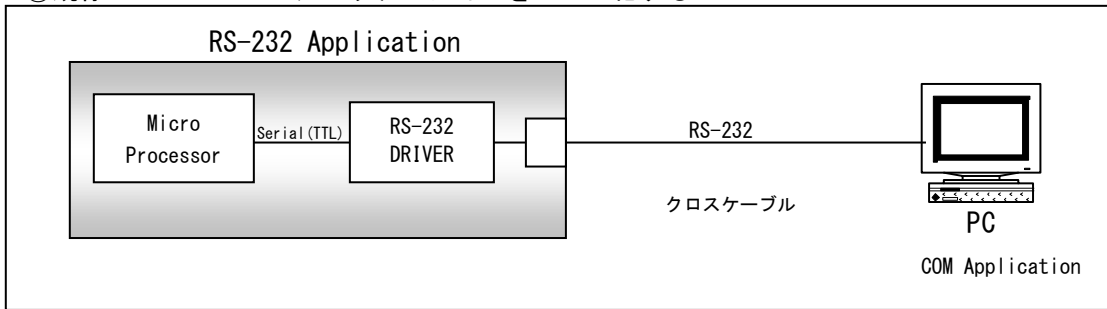 RS-232 Application
Micro
Processor
Serial(TTL)
RS-232
DRIVER
RS-232
クロスケーブル
PC
COM Application